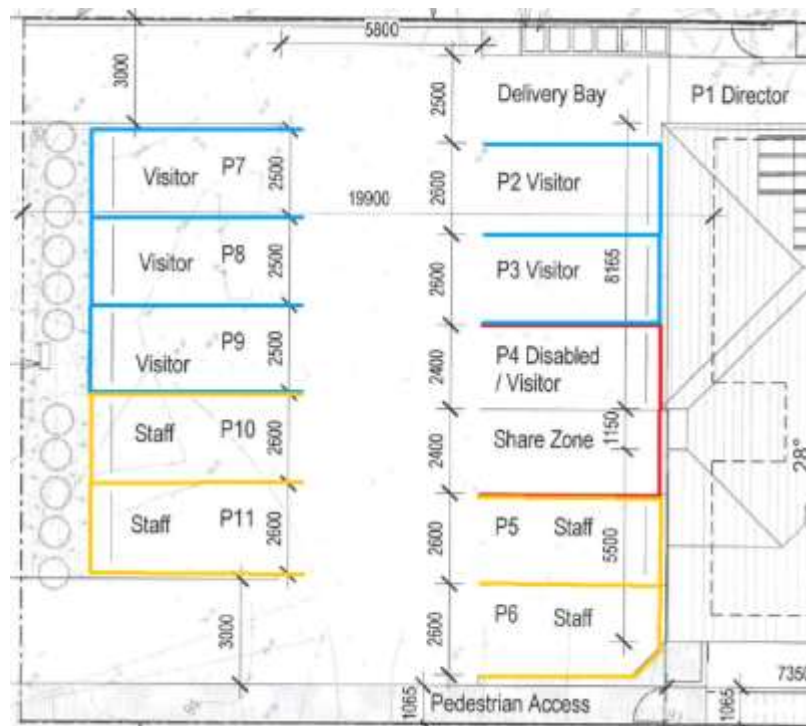 5800
3000
2500
Delivery Bay
P1 Director
Visitor P7
2500
2600
P2 Visitor
19900
Visitor P8
2500
2600
P3 Visitor
8165
Visitor P9
2500
2400
P4 Disabled
/ Visitor
Staff P10
2600
2400
Share Zone
1150
28°
Staff P11
2600
2600
P5 Staff
5500
3000
2600
P6 Staff
7350
1065
Pedestrian Access
1065